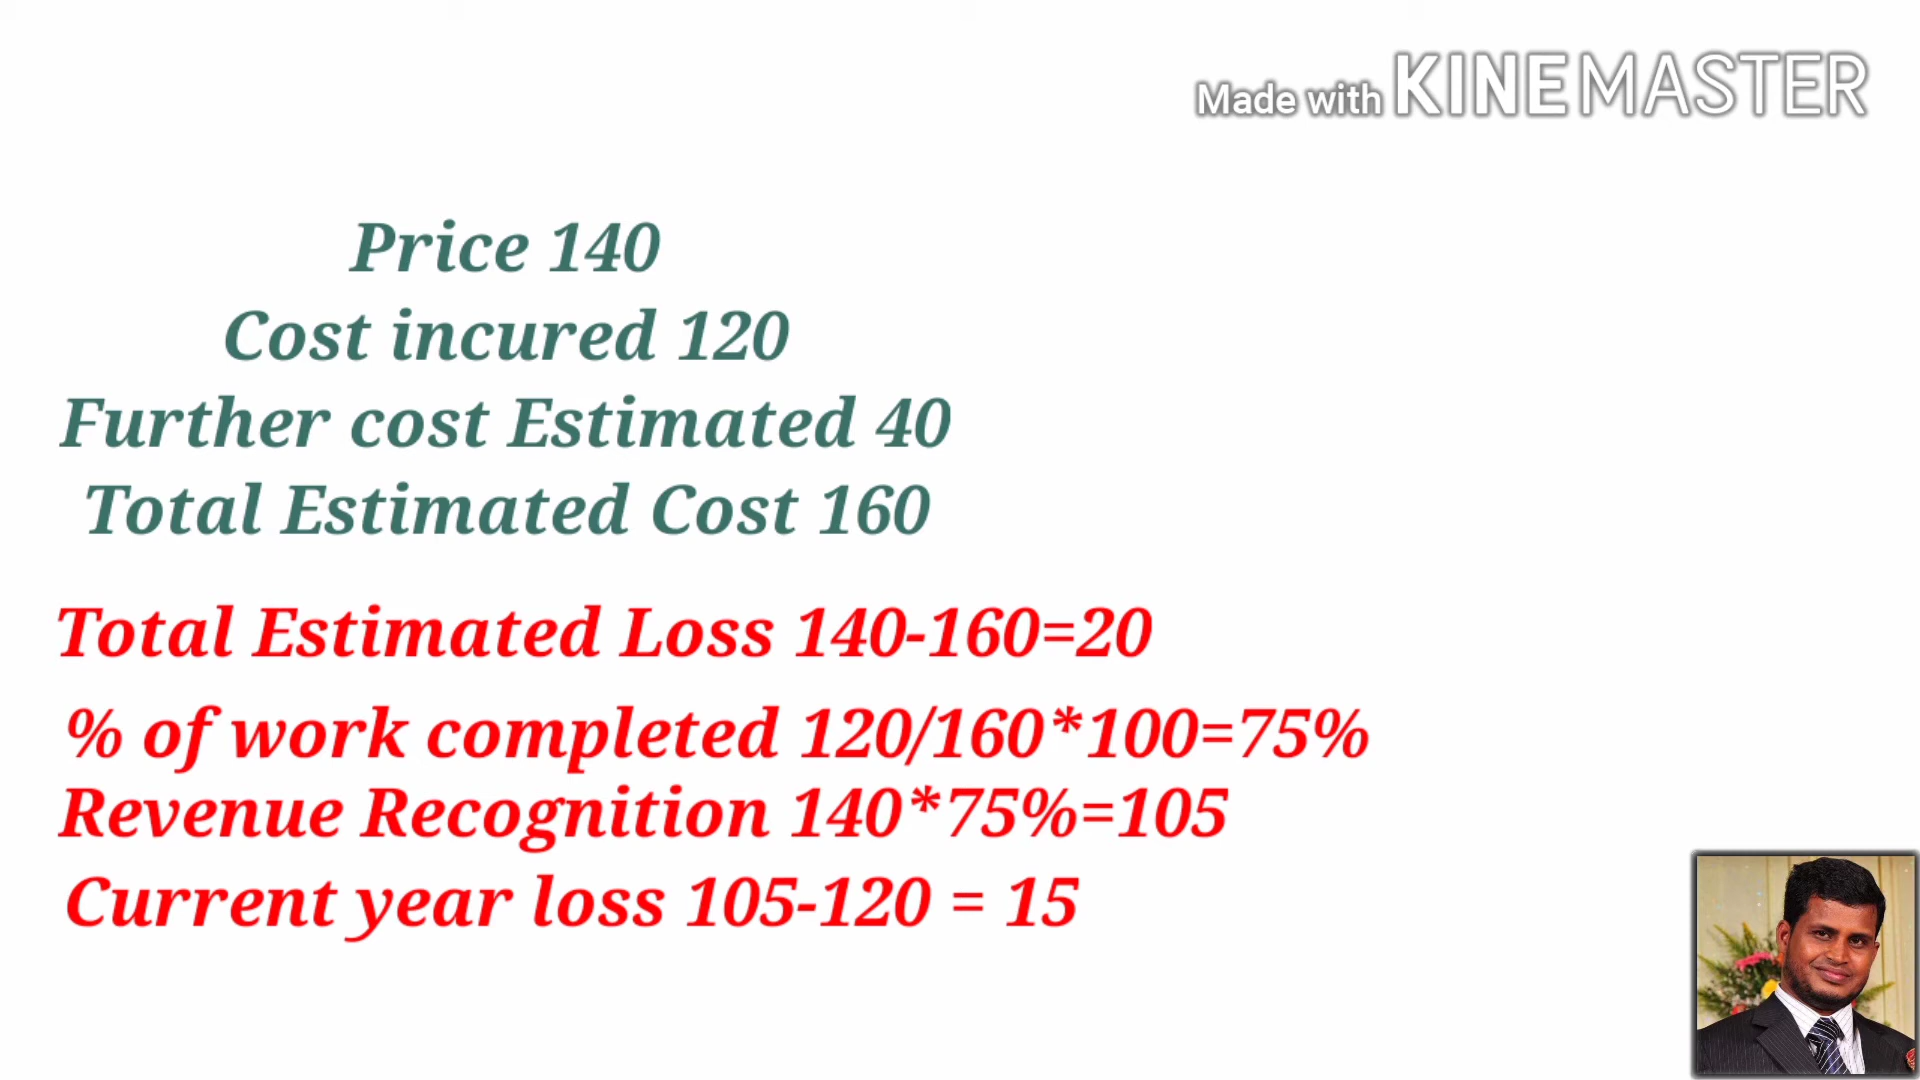 Made with KINEMASTER
Price 140
Cost incured 120
Further cost Estimated 40
Total Estimated Cost 160
Total Estimated Loss 140-160=20
% of work completed 120/160*100=75%
Revenue Recognition 140*75%=105
Current year loss 105-120 = 15